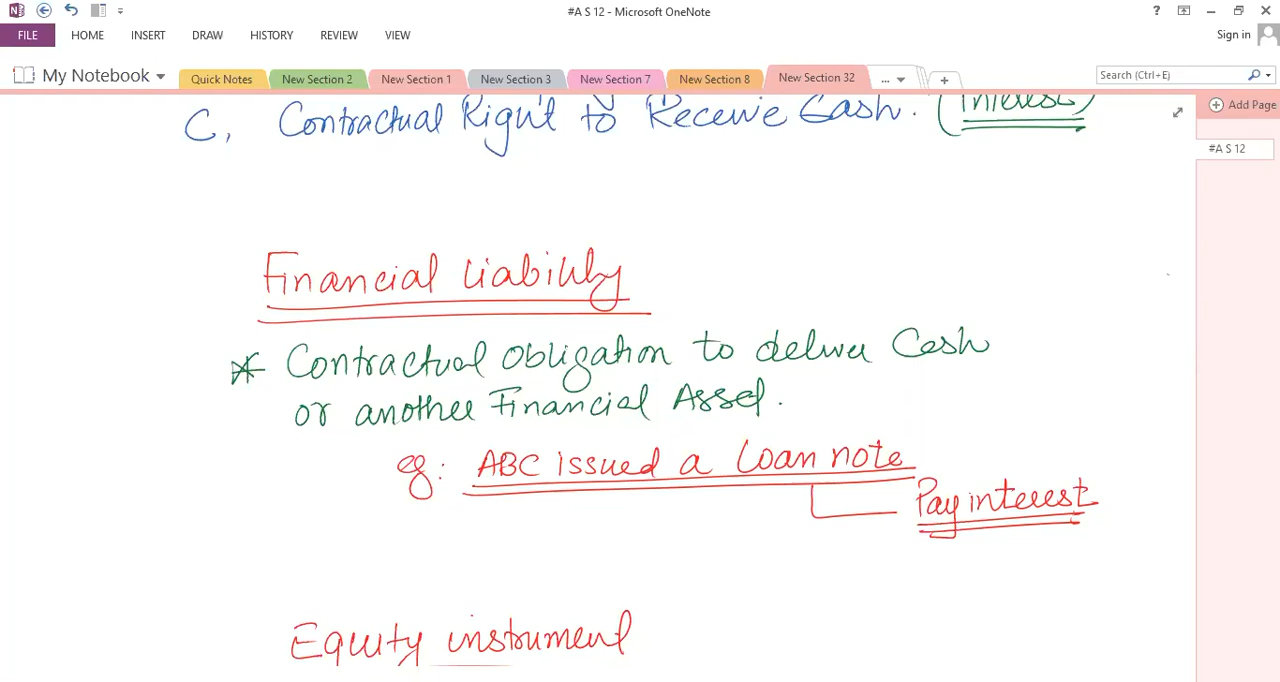 #A S 12 - Microsoft OneNote
?
FILE HOME INSERT DRAW HISTORY REVIEW VIEW
Sign in
My Notebook
Quick Notes New Section 2 New Section 1 New Section 3 New Section 7 New Section 8 New Section 32 ... +
Search (Ctrl+E)
Add Page
#A S 12
C, Contractual Right to Receive Cash. (Interest)
Financial Liability
* Contractual Obligation to deliver Cash
or another Financial Asset.
eg: ABC issued a Loan note
Pay interest
Equity instrument